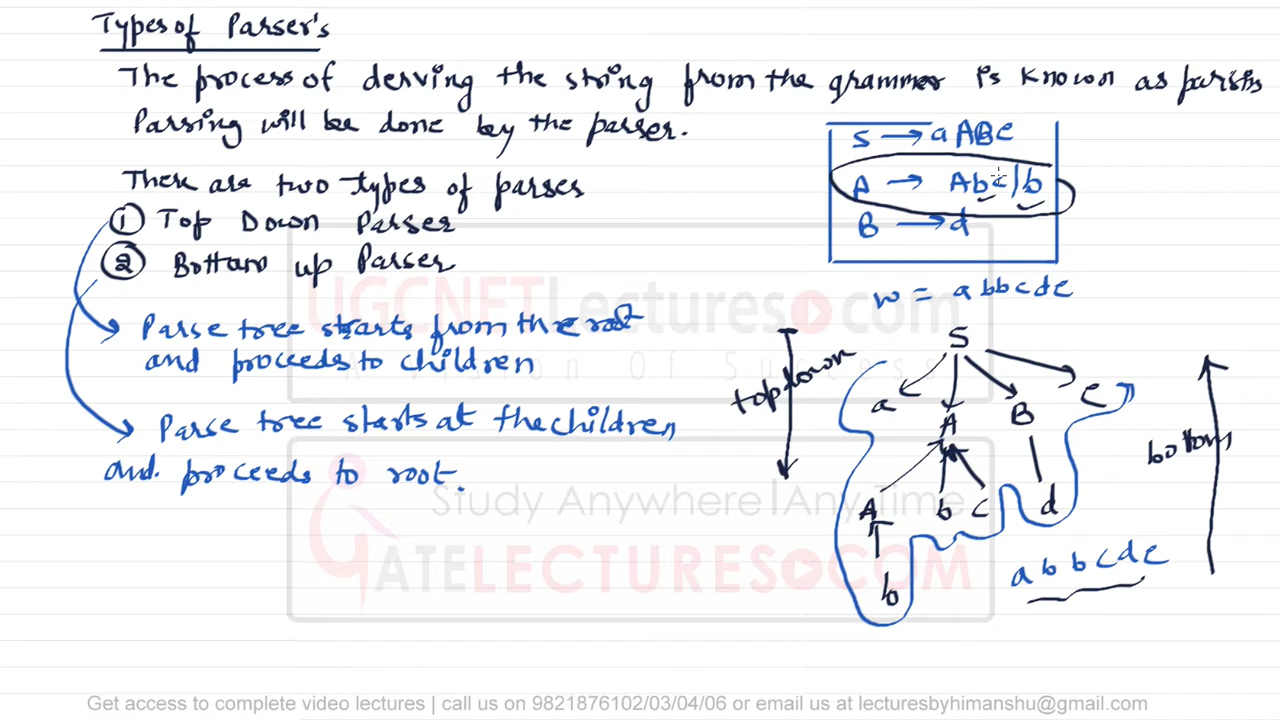 Types of Parser's
The process of derving the string from the grammer is known as parsing
Parsing will be done by the parser.
S → aABe
There are two types of parses
A → Abc|b
① Top Down Parser
B → d
② Bottom up Parser
UGCNETLectures.com
A Vision Of Success
w = abbcde
Parse tree starts from the root
and proceeds to children
S
top down
a A B e
Parse tree starts at the children
and. proceeds to root.
bottom
Study Anywhere|Any Time
A b c d
GATELECTURES.COM
abbcde
b
Get access to complete video lectures | call us on 9821876102/03/04/06 or email us at lecturesbyhimanshu@gmail.com